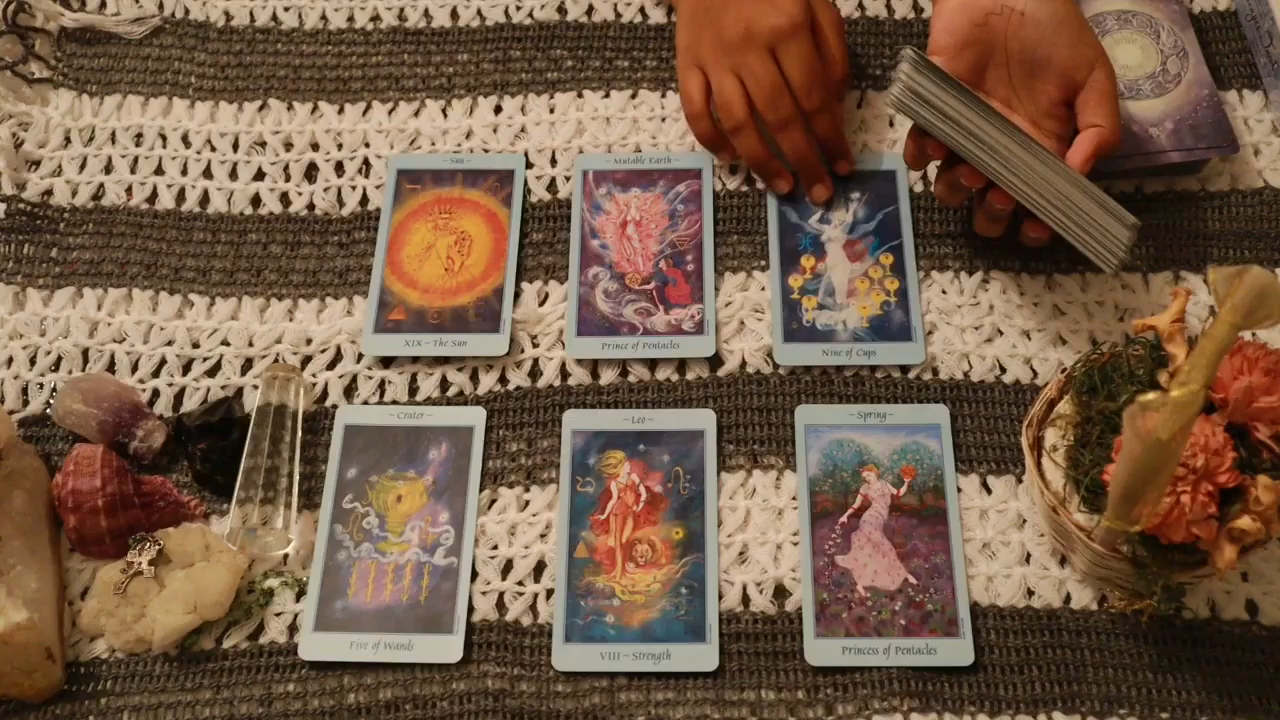 ~ Sun ~
XIX ~ The Sun
~ Mutable Earth ~
Prince of Pentacles
Nine of Cups
~ Crater ~
Five of Wands
~ Leo ~
VIII ~ Strength
~ Spring ~
Princess of Pentacles